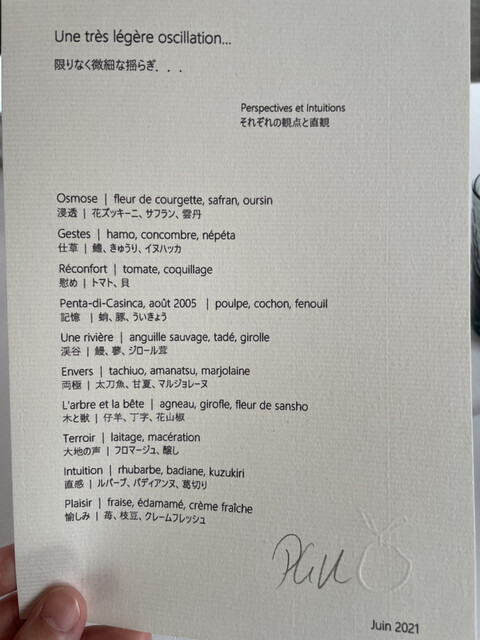 Une très légère oscillation...
限りなく微細な揺らぎ．．．
Perspectives et Intuitions
それぞれの観点と直観
Osmose | fleur de courgette, safran, oursin
浸透 | 花ズッキーニ、サフラン、雲丹
Gestes | hamo, concombre, népéta
仕草 | 鱧、きゅうり、イヌハッカ
Réconfort | tomate, coquillage
慰め | トマト、貝
Penta-di-Casinca, août 2005 | poulpe, cochon, fenouil
記憶 | 蛸、豚、ういきょう
Une rivière | anguille sauvage, tadé, girolle
渓谷 | 鰻、蓼、ジロール茸
Envers | tachiuo, amanatsu, marjolaine
両極 | 太刀魚、甘夏、マルジョレーヌ
L'arbre et la bête | agneau, girofle, fleur de sansho
木と獣 | 仔羊、丁字、花山椒
Terroir | laitage, macération
大地の声 | フロマージュ、醸し
Intuition | rhubarbe, badiane, kuzukiri
直感 | ルバーブ、バディアンヌ、葛切り
Plaisir | fraise, édamamé, crème fraîche
愉しみ | 苺、枝豆、クレームフレッシュ
Juin 2021